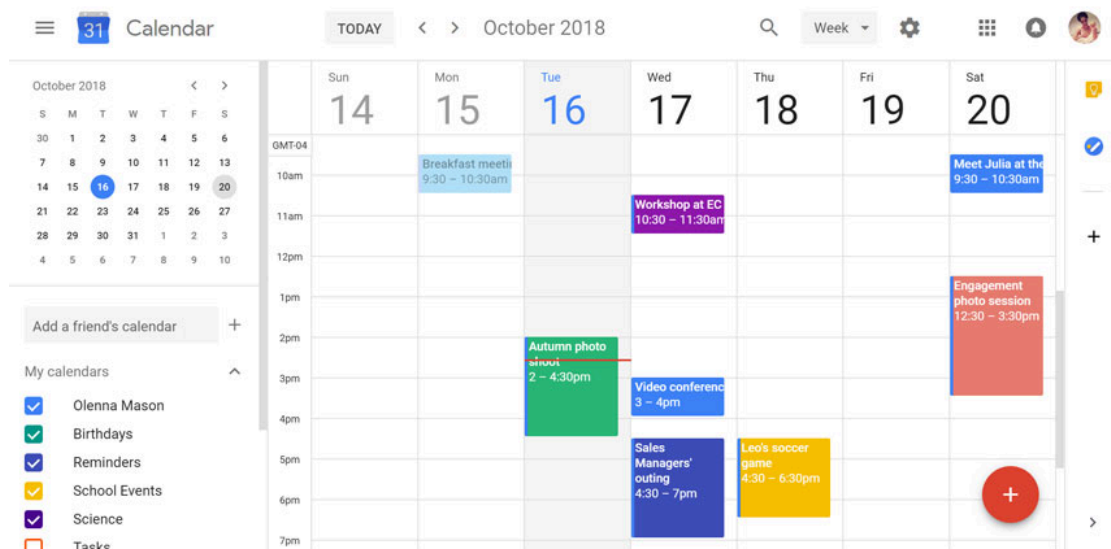 31 Calendar TODAY < > October 2018 Week
October 2018 < >
S M T W T F S
30 1 2 3 4 5 6
7 8 9 10 11 12 13
14 15 16 17 18 19 20
21 22 23 24 25 26 27
28 29 30 31 1 2 3
4 5 6 7 8 9 10
Add a friend's calendar +
My calendars
Olenna Mason
Birthdays
Reminders
School Events
Science
Tasks
Sun Mon Tue Wed Thu Fri Sat
14 15 16 17 18 19 20
GMT-04
10am
11am
12pm
1pm
2pm
3pm
4pm
5pm
6pm
7pm
Breakfast meetin
9:30 – 10:30am
Autumn photo
shoot
2 – 4:30pm
Workshop at EC
10:30 – 11:30am
Video conferenc
3 – 4pm
Sales
Managers'
outing
4:30 – 7pm
Leo's soccer
game
4:30 – 6:30pm
Meet Julia at the
9:30 – 10:30am
Engagement
photo session
12:30 – 3:30pm
+
+
>